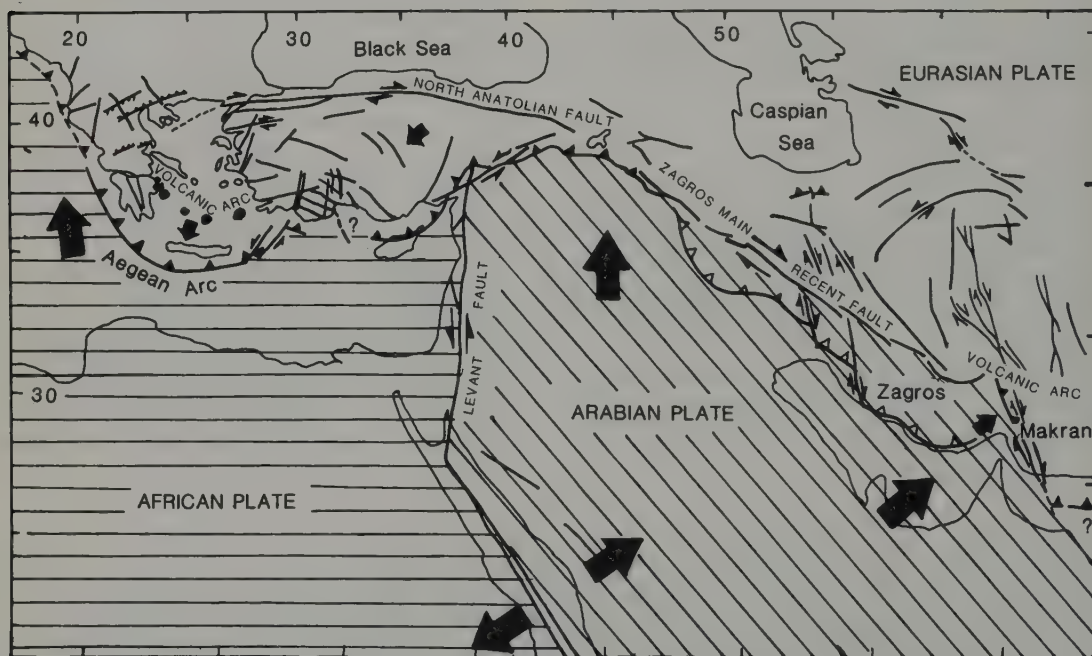 20 30 40 50
Black Sea
EURASIAN PLATE
NORTH ANATOLIAN FAULT
Caspian
Sea
40
VOLCANIC ARC
ZAGROS MAIN
RECENT FAULT
?
Aegean Arc
LEVANT FAULT
VOLCANIC ARC
30
Zagros
ARABIAN PLATE
Makran
AFRICAN PLATE
?